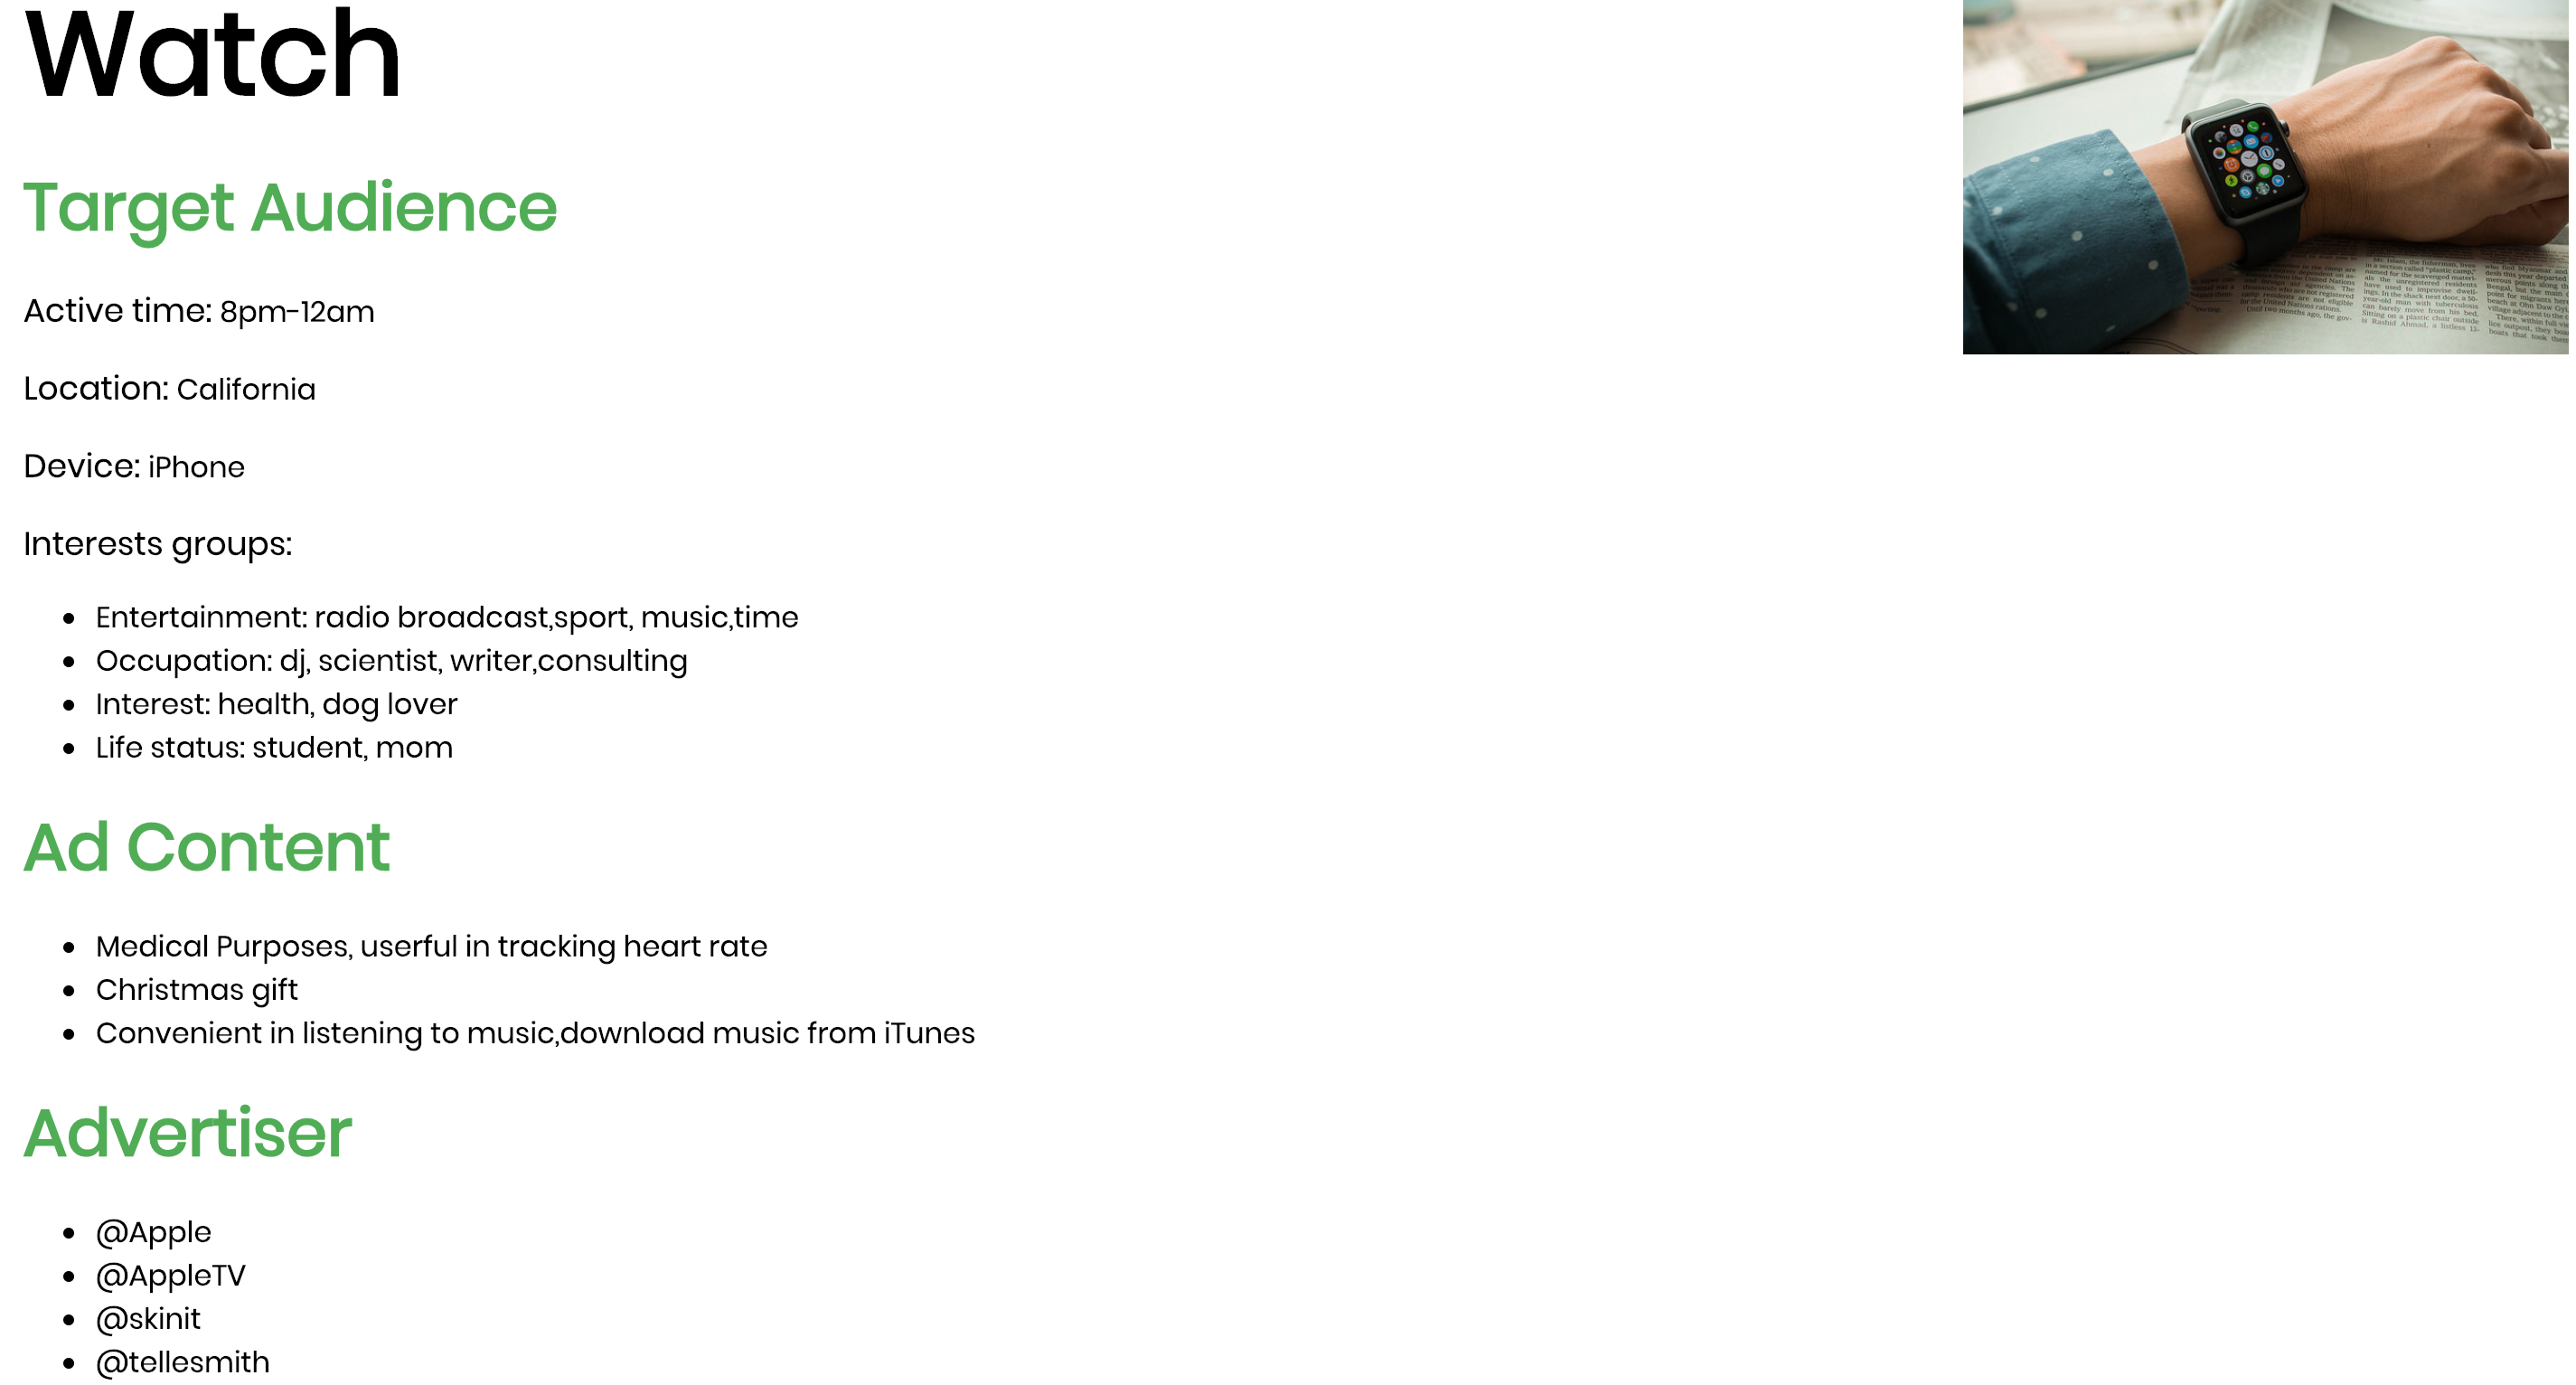 Watch
Target Audience
Active time: 8pm-12am
Location: California
Device: iPhone
Interests groups:
Entertainment: radio broadcast,sport, music,time
Occupation: dj, scientist, writer,consulting
Interest: health, dog lover
Life status: student, mom
Ad Content
Medical Purposes, userful in tracking heart rate
Christmas gift
Convenient in listening to music,download music from iTunes
Advertiser
@Apple
@AppleTV
@skinit
@tellesmith